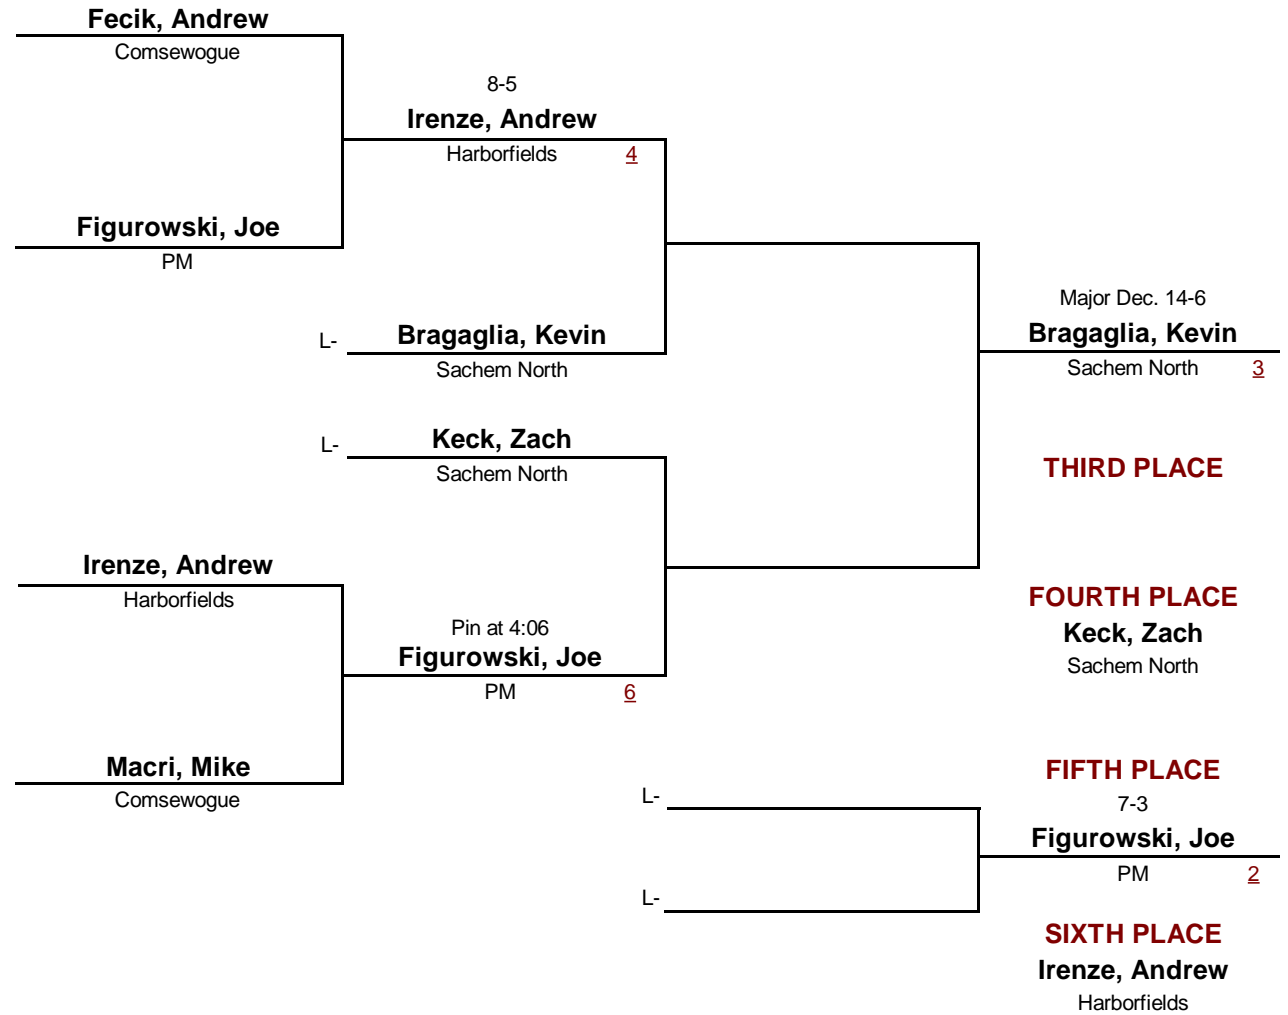 Fecik, Andrew
Comsewogue
8-5
Irenze, Andrew
Harborfields 4
Figurowski, Joe
PM
L- Bragaglia, Kevin
Sachem North
Major Dec. 14-6
Bragaglia, Kevin
Sachem North 3
L- Keck, Zach
Sachem North
THIRD PLACE
Irenze, Andrew
Harborfields
FOURTH PLACE
Keck, Zach
Sachem North
Pin at 4:06
Figurowski, Joe
PM 6
Macri, Mike
Comsewogue
FIFTH PLACE
L-
7-3
Figurowski, Joe
PM 2
L-
SIXTH PLACE
Irenze, Andrew
Harborfields